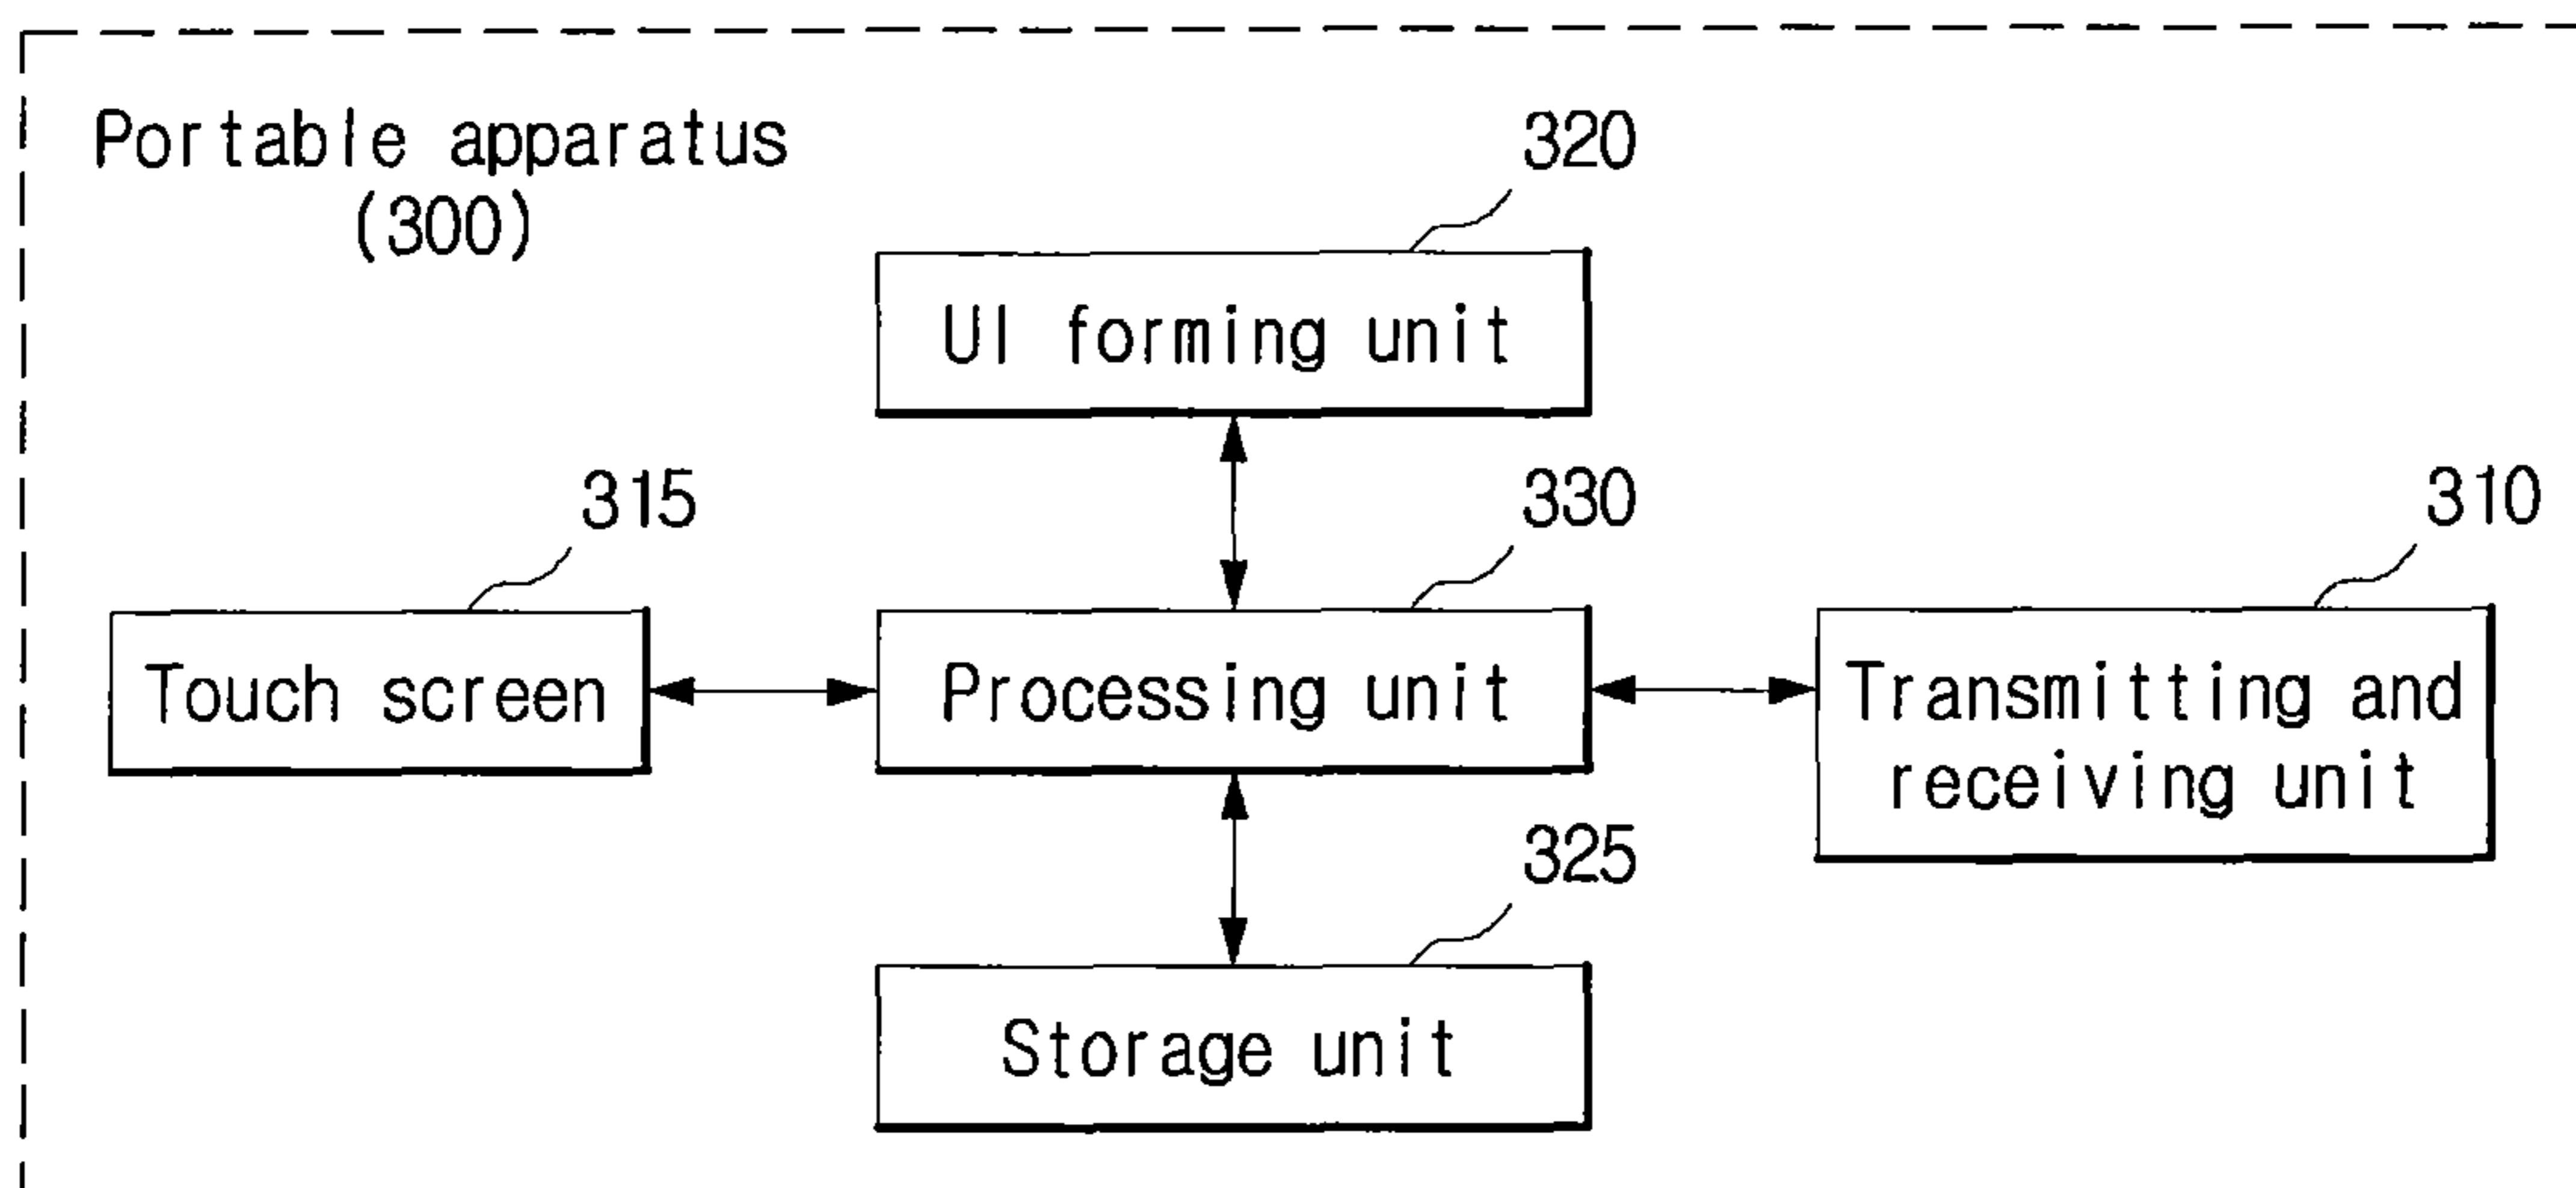 Portable apparatus
(300)
320
UI forming unit
315
330
310
Touch screen
Processing unit
Transmitting and
receiving unit
325
Storage unit